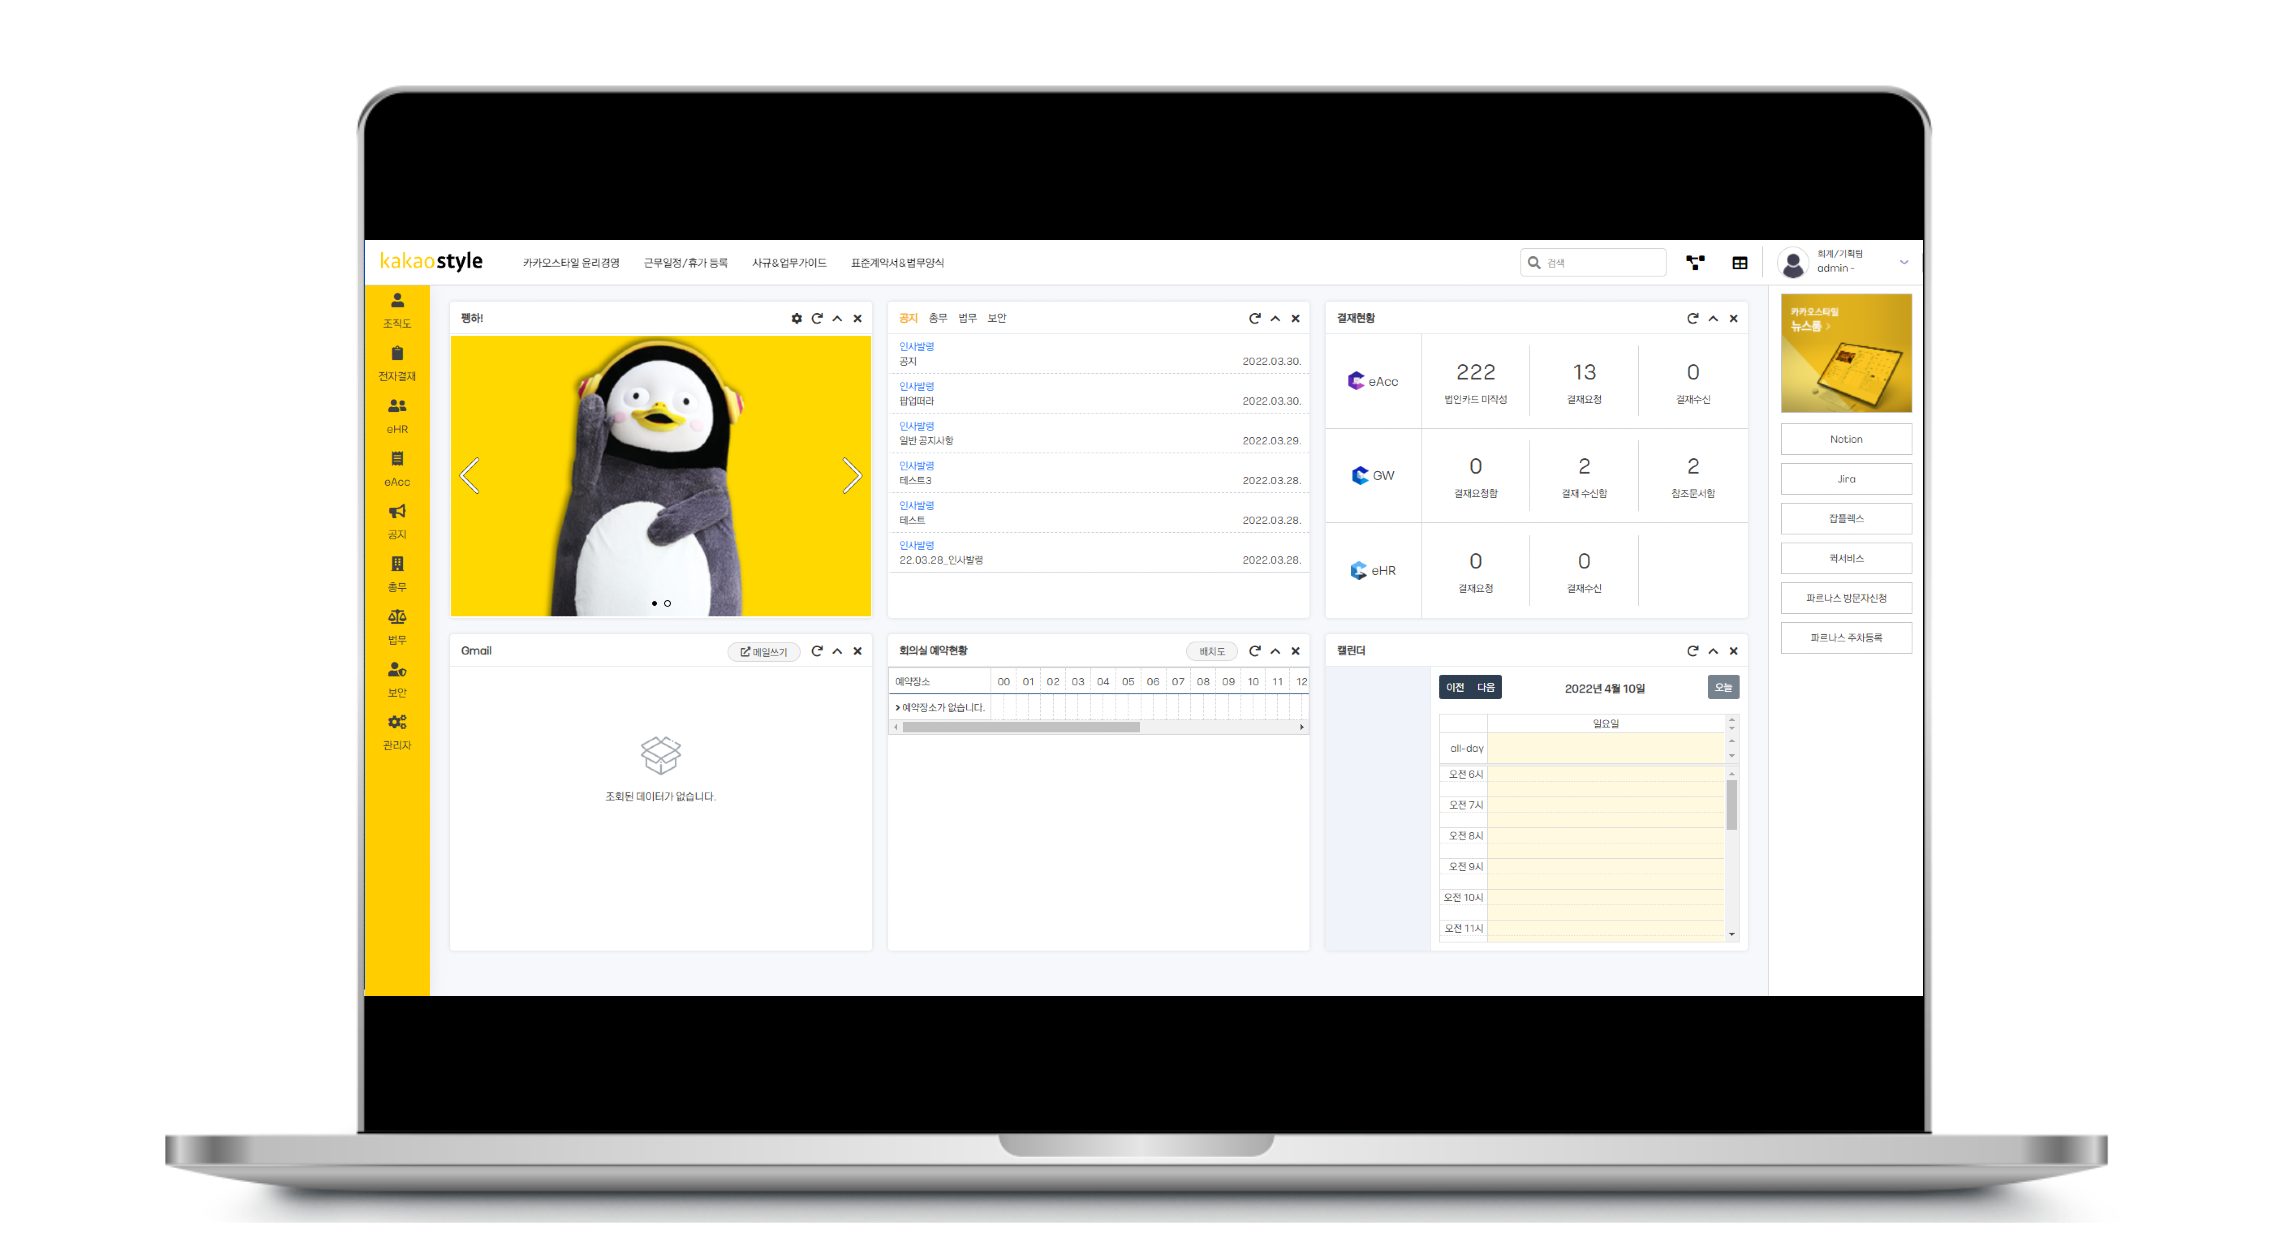 kakaostyle 카카오스타일 윤리경영 근무일정/휴가 등록 사규&업무가이드 표준계약서&법무양식 검색 회계/기획팀
admin -
조직도
전자결재
eHR
eAcc
공지
총무
법무
보안
관리자
펭하!
공지 총무 법무 보안
인사발령
공지 2022.03.30.
인사발령
팝업떠라 2022.03.30.
인사발령
일반 공지사항 2022.03.29.
인사발령
테스트3 2022.03.28.
인사발령
테스트 2022.03.28.
인사발령
22.03.28_인사발령 2022.03.28.
결재현황
eAcc
222 13 0
법인카드 미작성 결재요청 결재수신
GW
0 2 2
결재요청함 결재 수신함 참조문서함
eHR
0 0
결재요청 결재수신
카카오스타일
뉴스룸 >
Notion
Jira
잡플렉스
퀵서비스
파르나스 방문자신청
파르나스 주차등록
Gmail 메일쓰기
조회된 데이터가 없습니다.
회의실 예약현황 배치도
예약장소 00 01 02 03 04 05 06 07 08 09 10 11 12
예약장소가 없습니다.
캘린더
이전 다음 2022년 4월 10일 오늘
일요일
all-day
오전 6시
오전 7시
오전 8시
오전 9시
오전 10시
오전 11시